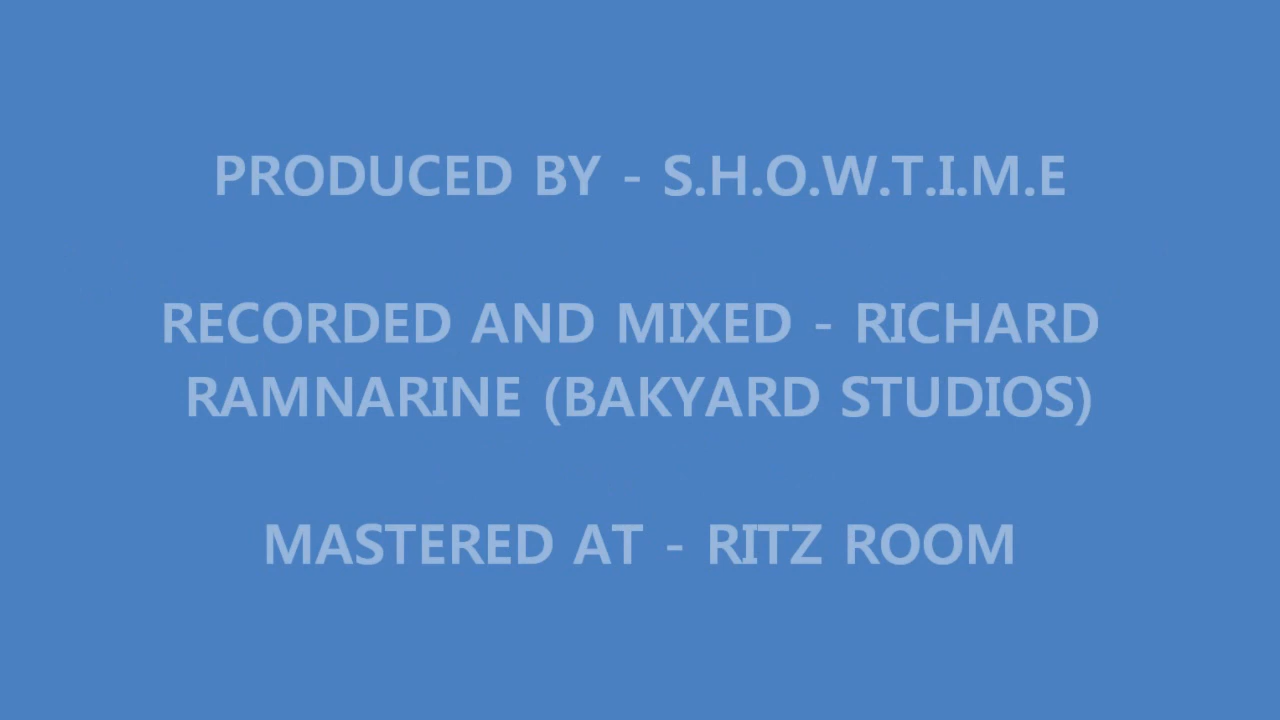 PRODUCED BY - S.H.O.W.T.I.M.E
RECORDED AND MIXED - RICHARD
RAMNARINE (BAKYARD STUDIOS)
MASTERED AT - RITZ ROOM